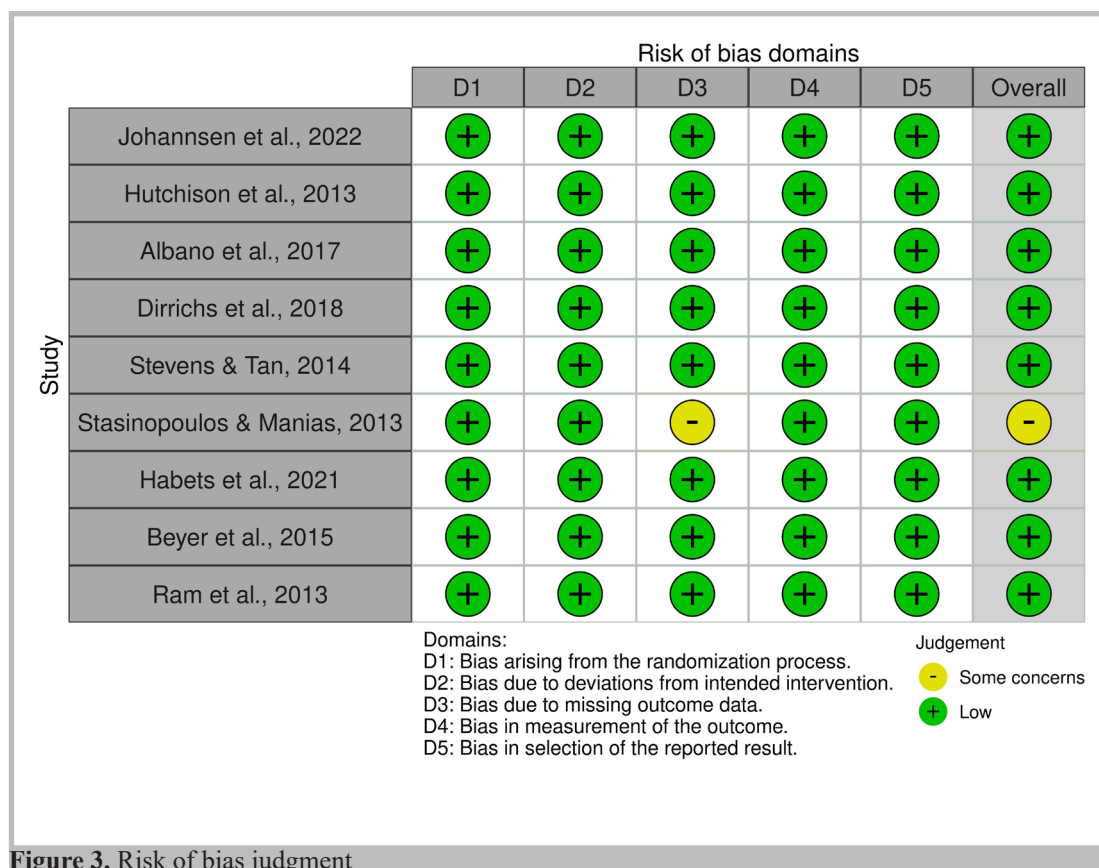 Risk of bias domains
D1 D2 D3 D4 D5 Overall
Study
Johannsen et al., 2022 + + + + + +
Hutchison et al., 2013 + + + + + +
Albano et al., 2017 + + + + + +
Dirrichs et al., 2018 + + + + + +
Stevens & Tan, 2014 + + + + + +
Stasinopoulos & Manias, 2013 + + - + + -
Habets et al., 2021 + + + + + +
Beyer et al., 2015 + + + + + +
Ram et al., 2013 + + + + + +
Domains:
D1: Bias arising from the randomization process.
D2: Bias due to deviations from intended intervention.
D3: Bias due to missing outcome data.
D4: Bias in measurement of the outcome.
D5: Bias in selection of the reported result.
Judgement
- Some concerns
+ Low
Figure 3. Risk of bias judgment